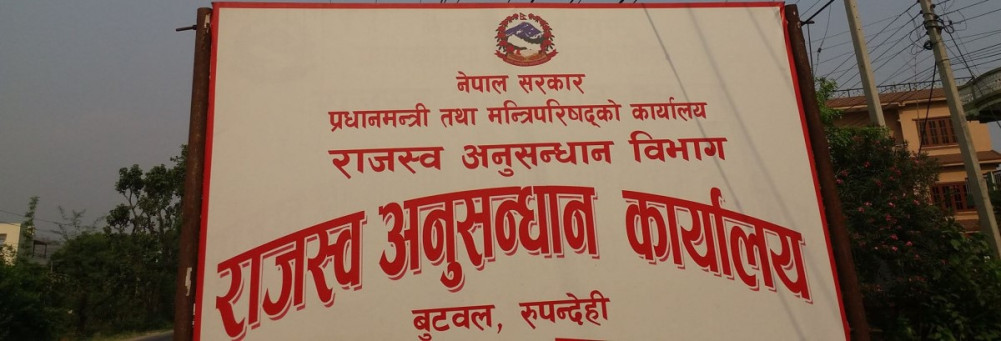 नेपाल सरकार
प्रधानमन्त्री तथा मन्त्रिपरिषद्को कार्यालय
राजस्व अनुसन्धान विभाग
राजस्व अनुसन्धान कार्यालय
बुटवल, रुपन्देही